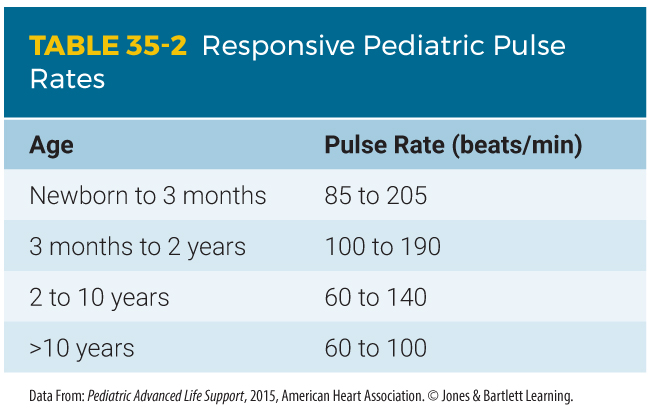 TABLE 35-2 Responsive Pediatric Pulse
Rates
Age Pulse Rate (beats/min)
Newborn to 3 months 85 to 205
3 months to 2 years 100 to 190
2 to 10 years 60 to 140
>10 years 60 to 100
Data From: Pediatric Advanced Life Support, 2015, American Heart Association. © Jones & Bartlett Learning.